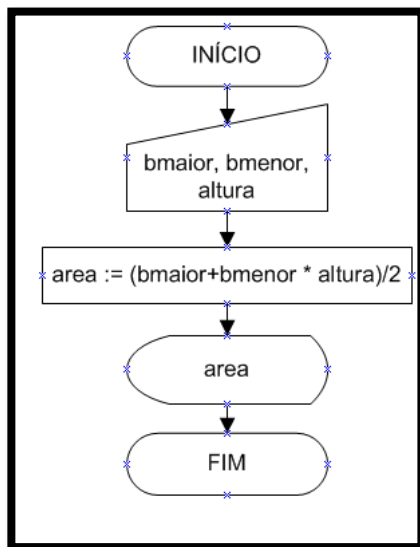 INÍCIO
bmaior, bmenor,
altura
area := (bmaior+bmenor * altura)/2
area
FIM